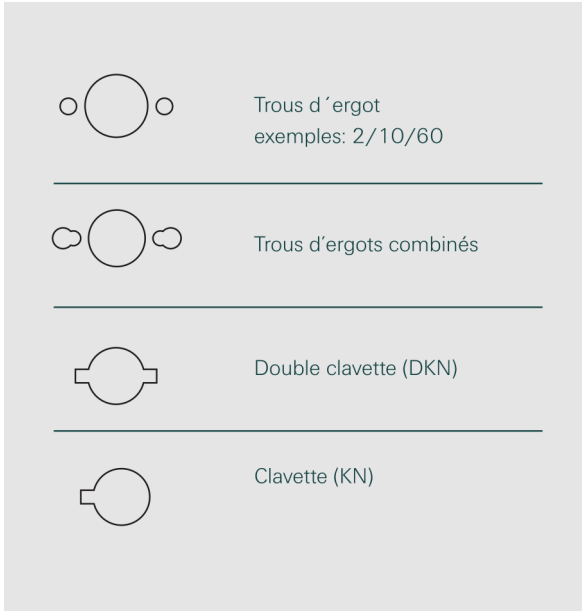 Trous d´ergot
exemples: 2/10/60
Trous d´ergots combinés
Double clavette (DKN)
Clavette (KN)